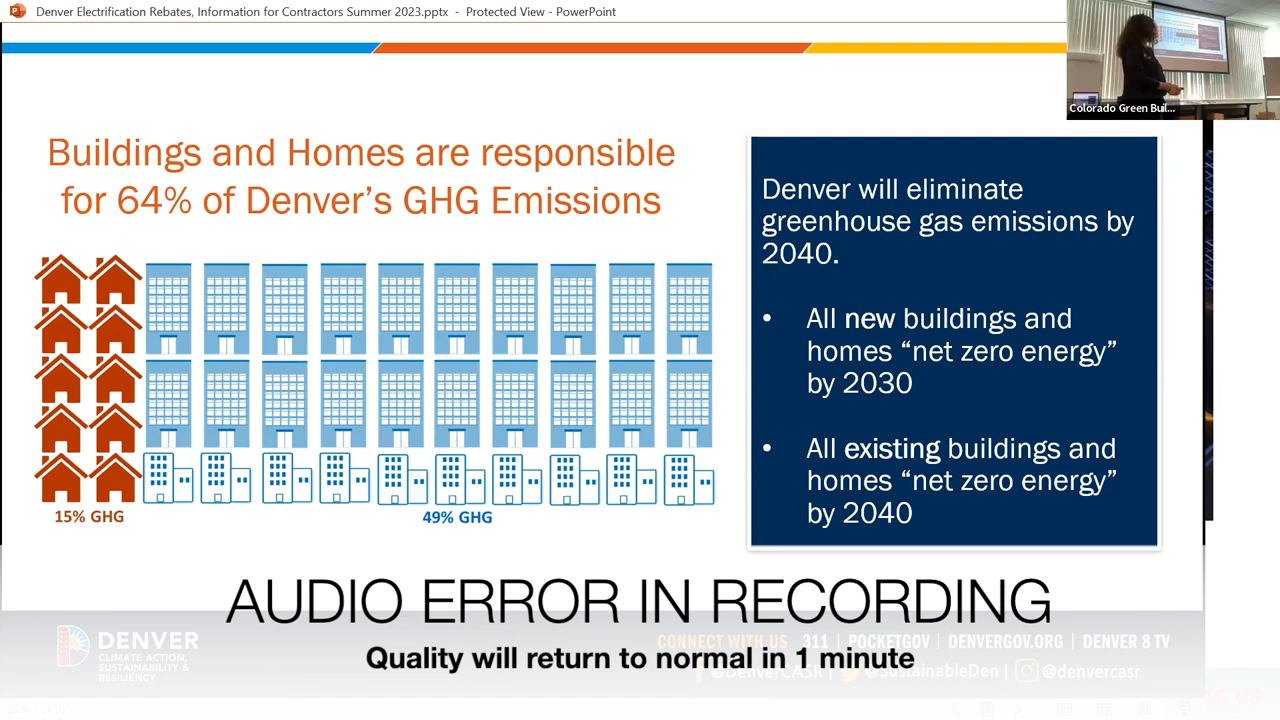 Denver Electrification Rebates, Information for Contractors Summer 2023.pptx - Protected View - PowerPoint
Colorado Green Buil...
Buildings and Homes are responsible
for 64% of Denver's GHG Emissions
15% GHG
49% GHG
Denver will eliminate
greenhouse gas emissions by
2040.
• All new buildings and
homes “net zero energy”
by 2030
• All existing buildings and
homes “net zero energy”
by 2040
AUDIO ERROR IN RECORDING
Quality will return to normal in 1 minute
DENVER
CLIMATE ACTION,
SUSTAINABILITY &
RESILIENCY
CONNECT WITH US 311 | POCKETGOV | DENVERGOV.ORG | DENVER 8 TV
@DenverCASR | @SustainableDen | @denvercasr